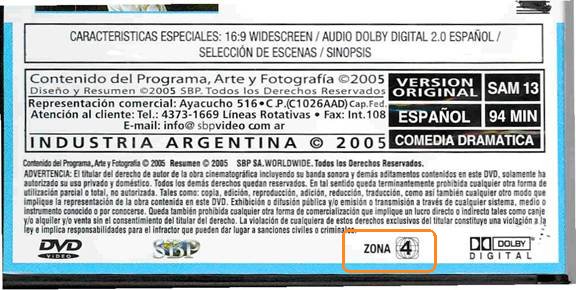 CARACTERISTICAS ESPECIALES: 16:9 WIDESCREEN / AUDIO DOLBY DIGITAL 2.0 ESPAÑOL /
SELECCIÓN DE ESCENAS / SINOPSIS
Contenido del Programa, Arte y Fotografía ©2005
Diseño y Resumen ©2005 SBP. Todos los Derechos Reservados
Representación comercial: Ayacucho 516•C.P.(C1026AAD) Cap.Fed.
Atención al cliente: Tel.: 4373-1669 Líneas Rotativas • Fax: Int.108
E-mail: info@sbpvideo.com.ar
INDUSTRIA ARGENTINA © 2005
VERSION
ORIGINAL
SAM 13
ESPAÑOL
94 MIN
COMEDIA DRAMATICA
Contenido del Programa, Arte y Fotografía © 2005 Resumen © 2005 SBP SA.WORLDWIDE. Todos los Derechos Reservados.
ADVERTENCIA: El titular del derecho de autor de la obra cinematográfica incluyendo su banda sonora y demás aditamentos contenidos en este DVD, solamente ha
autorizado su uso privado y doméstico. Todos los demás derechos quedan reservados. En tal sentido queda terminantemente prohibida cualquier otra forma de
utilización parcial o total, no autorizada. Tales como: copia, edición, reproducción, adición, incorporación, como así también cualquier otro modo que
implique la representación de la obra contenida en este DVD. Exhibición o difusión pública y/o emisión o transmisión a través de cualquier sistema, medio o
instrumento conocido o por conocerse. Queda también prohibida cualquier otra forma de comercialización que implique un lucro directo o indirecto tales como canje
y/o alquiler y/o venta sin el consentimiento del titular del derecho. La violación de cualquiera de estos derechos exclusivos del titular constituye una violación a la
ley e implica responsabilidades para el infractor que pueden dar lugar a sanciones civiles o criminales.
DVD
VIDEO
SBP
ZONA 4
DOLBY
DIGITAL